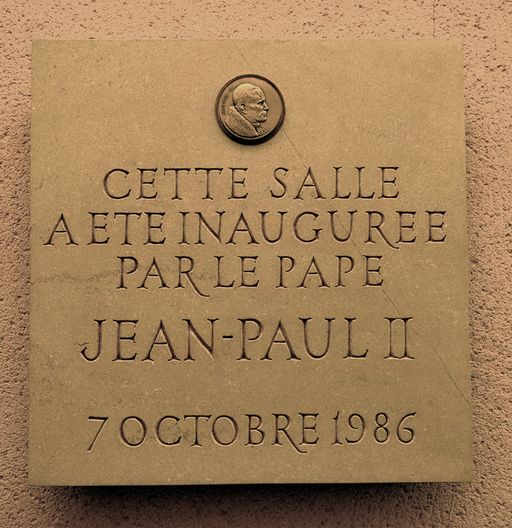 CETTE SALLE
A ETE INAUGUREE
PAR LE PAPE
JEAN-PAUL II
7 OCTOBRE 1986